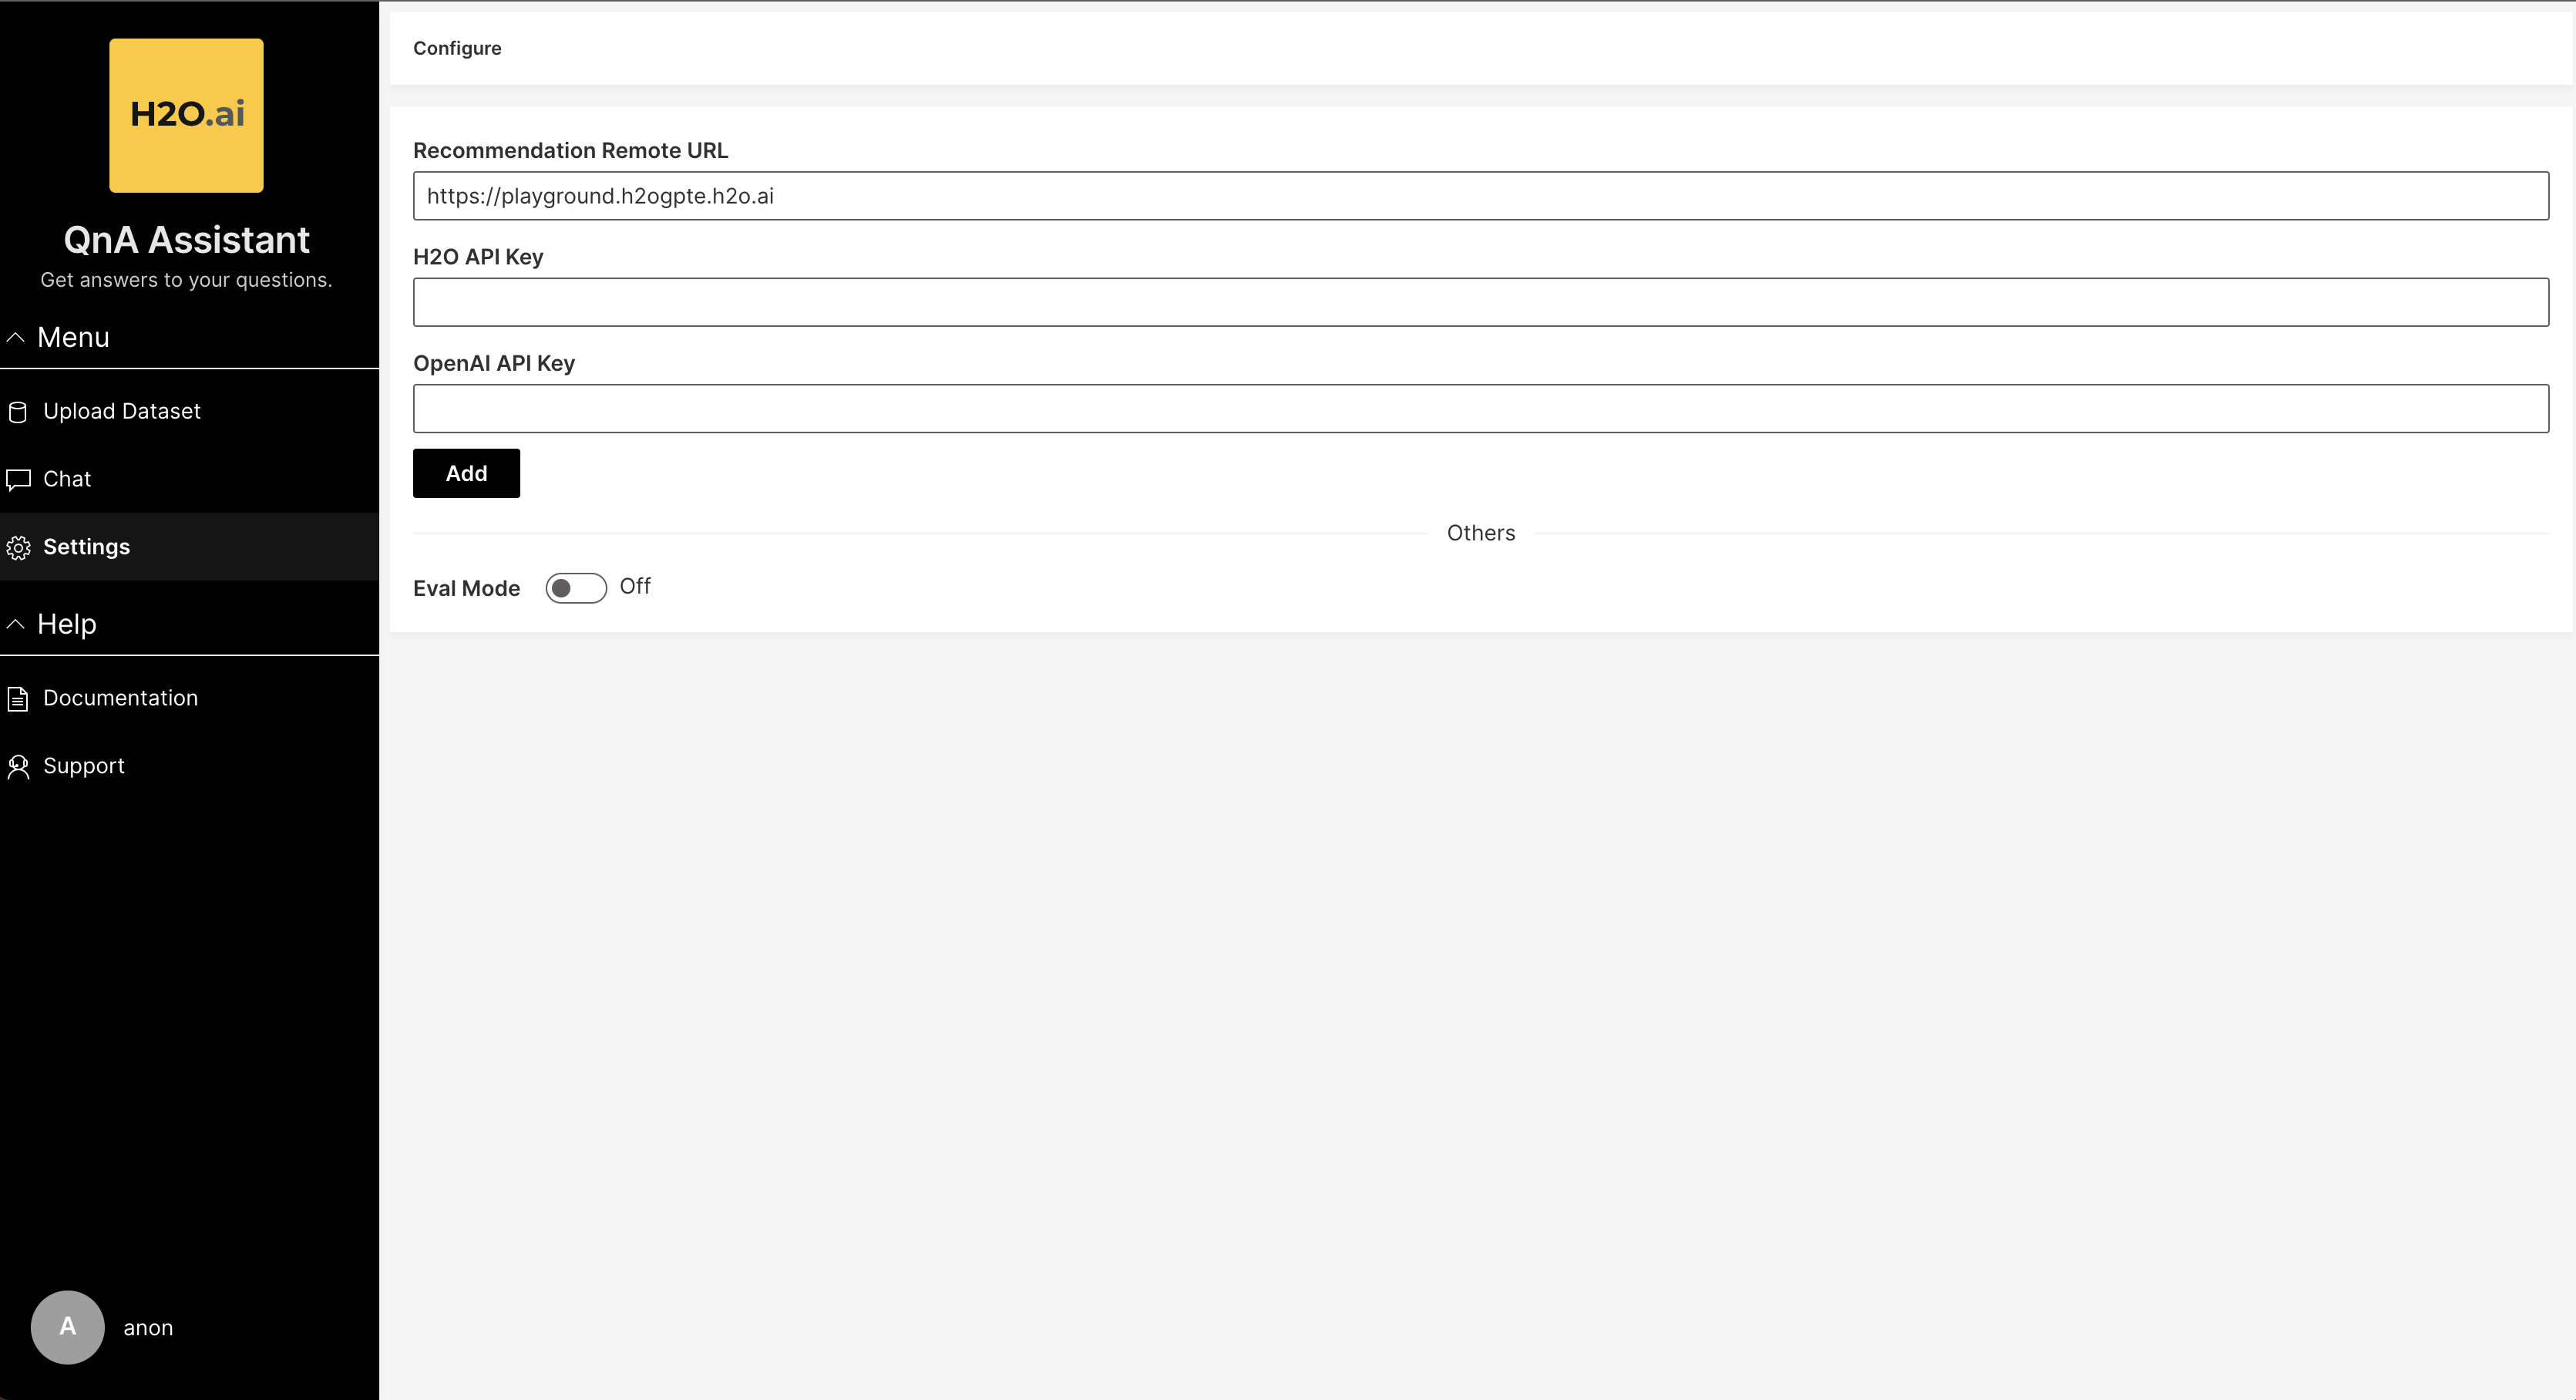 H2O.ai
QnA Assistant
Get answers to your questions.
Menu
Upload Dataset
Chat
Settings
Help
Documentation
Support
A
anon
Configure
Recommendation Remote URL
https://playground.h2ogpte.h2o.ai
H2O API Key
OpenAI API Key
Add
Others
Eval Mode Off